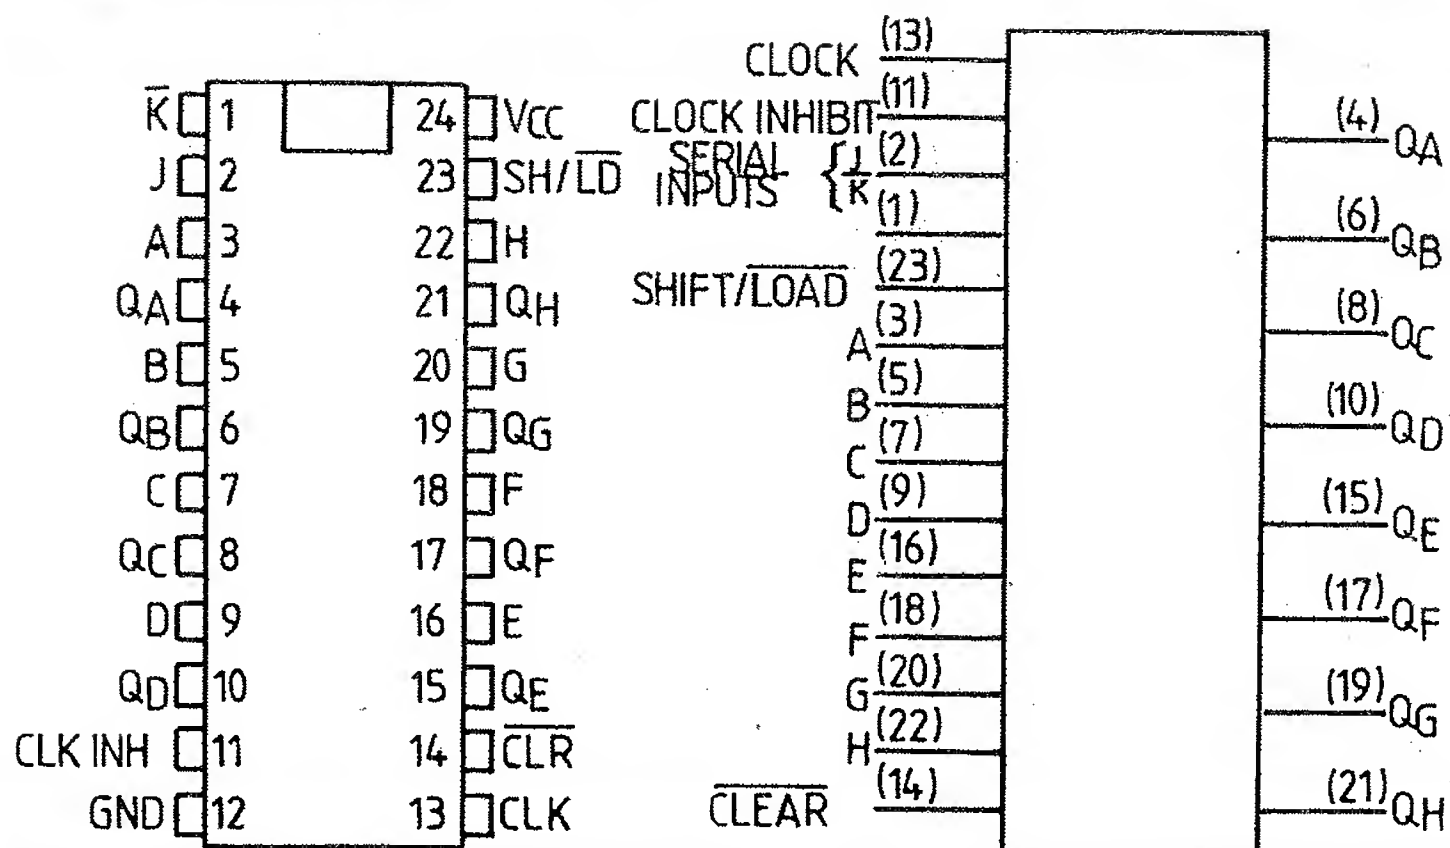 K̅ 1 24 VCC
J 2 23 SH/L̅D̅
A 3 22 H
QA 4 21 QH
B 5 20 G
QB 6 19 QG
C 7 18 F
QC 8 17 QF
D 9 16 E
QD 10 15 QE
CLK INH 11 14 C̅L̅R̅
GND 12 13 CLK
CLOCK (13)
CLOCK INHIBIT (11)
SERIAL INPUTS { J (2)
K̅ (1)
SHIFT/L̅O̅A̅D̅ (23)
A (3)
B (5)
C (7)
D (9)
E (16)
F (18)
G (20)
H (22)
C̅L̅E̅A̅R̅ (14)
(4) QA
(6) QB
(8) QC
(10) QD
(15) QE
(17) QF
(19) QG
(21) QH